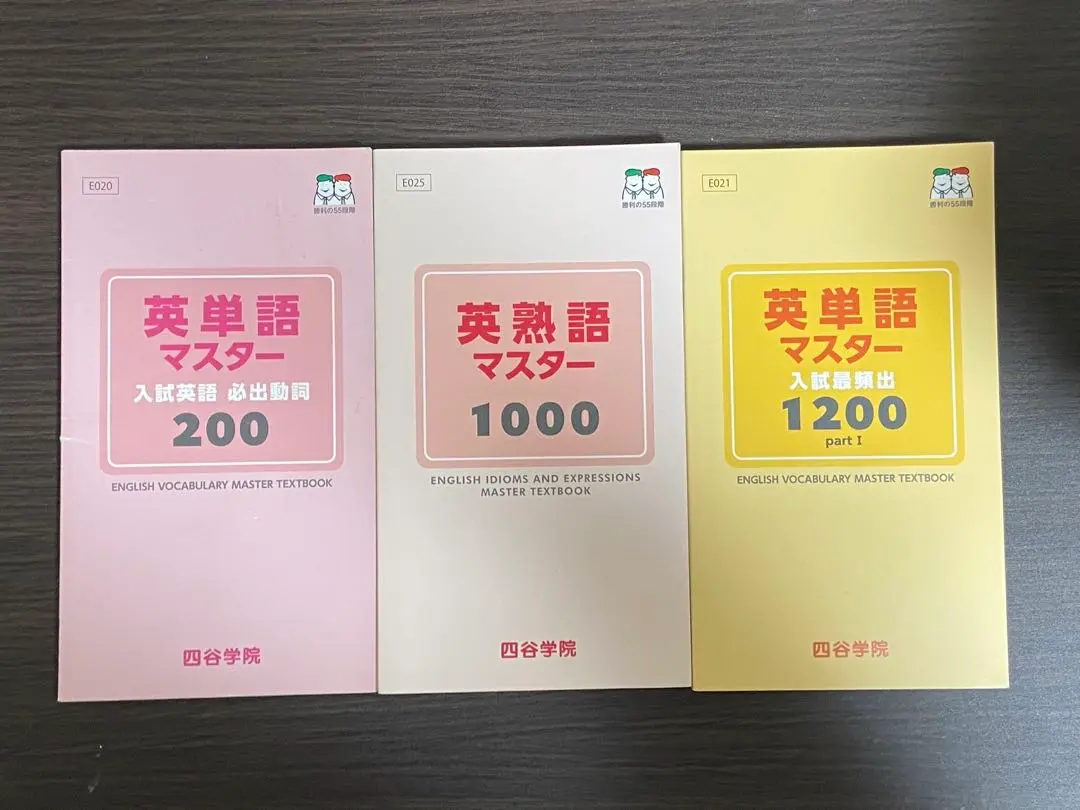 E020
勝利の55段階
英単語
マスター
入試英語 必出動詞
200
ENGLISH VOCABULARY MASTER TEXTBOOK
四谷学院
E025
勝利の55段階
英熟語
マスター
1000
ENGLISH IDIOMS AND EXPRESSIONS
MASTER TEXTBOOK
四谷学院
E021
勝利の55段階
英単語
マスター
入試最頻出
1200
part I
ENGLISH VOCABULARY MASTER TEXTBOOK
四谷学院